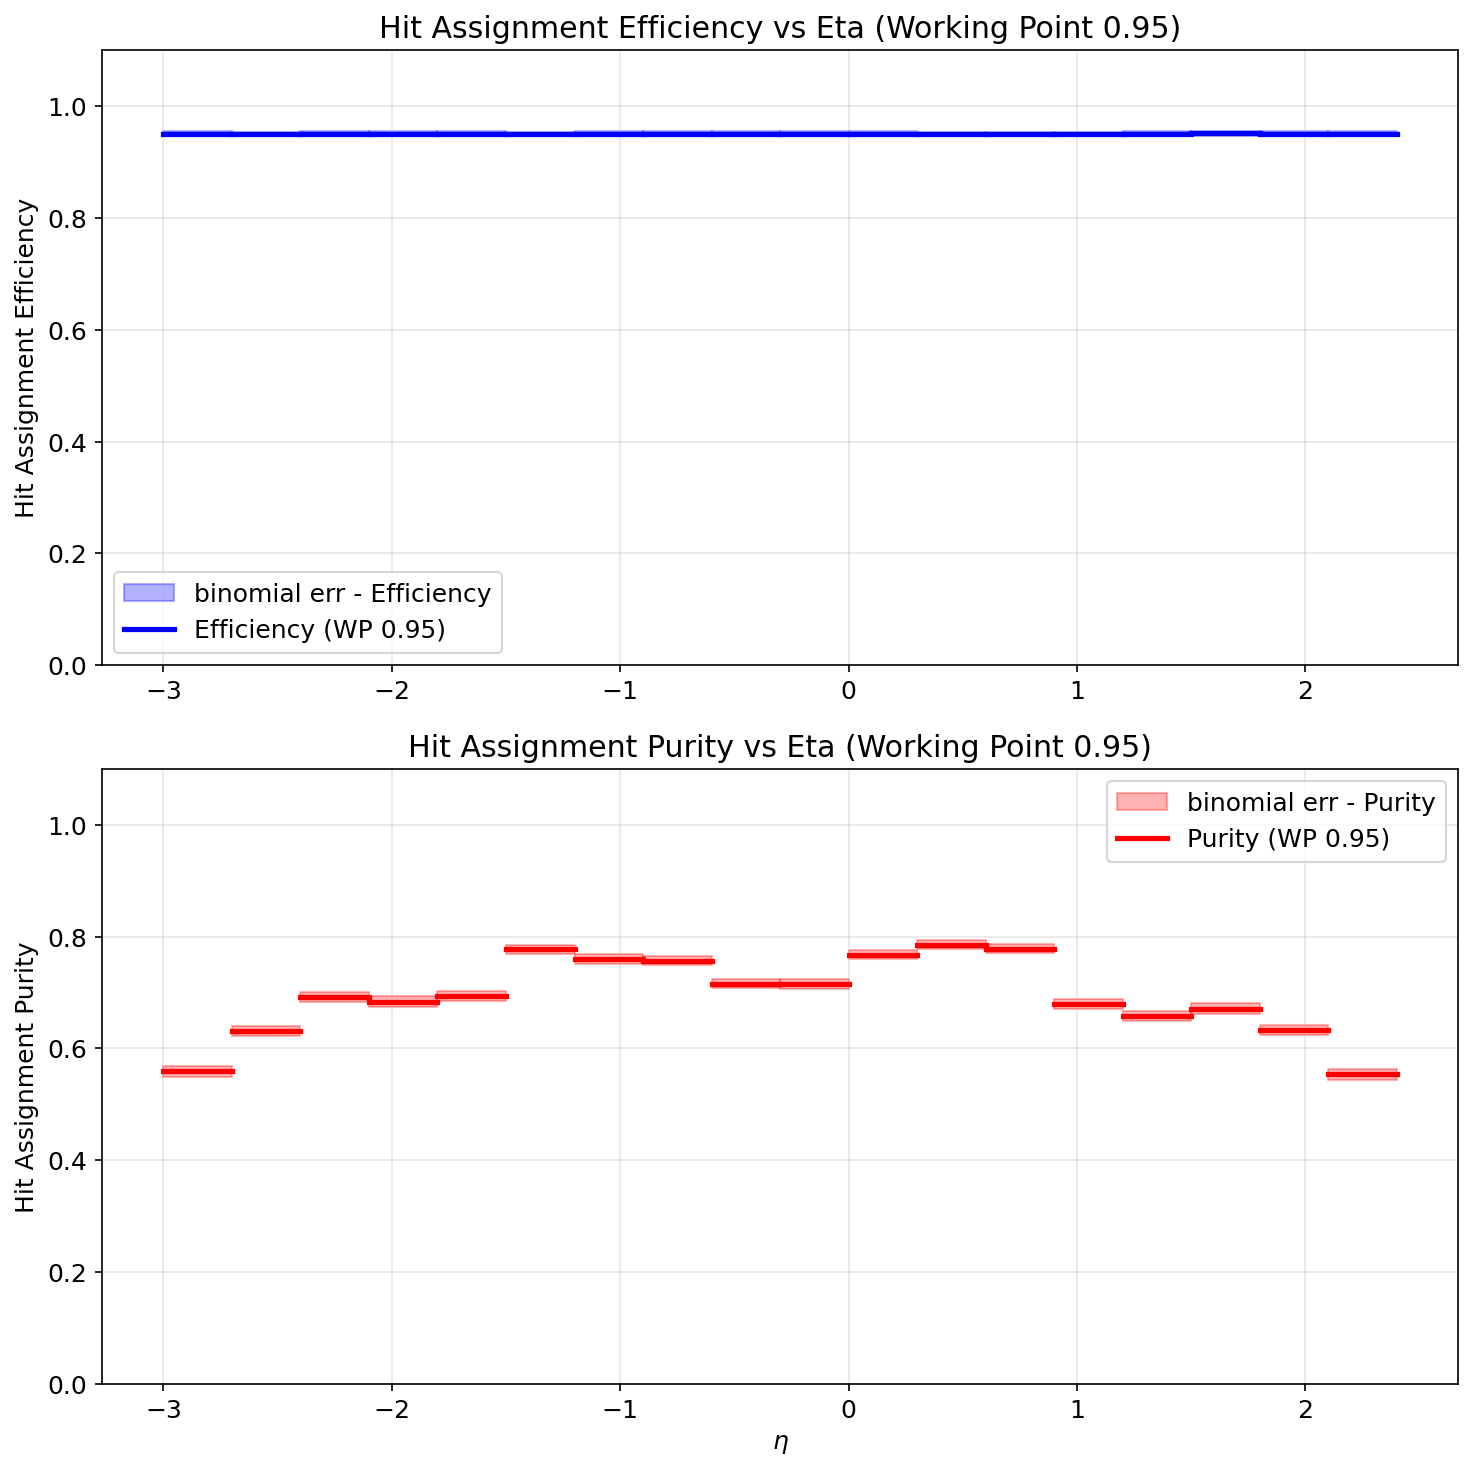 Hit Assignment Efficiency vs Eta (Working Point 0.95)
Hit Assignment Efficiency
1.0
0.8
0.6
0.4
0.2
0.0
binomial err - Efficiency
Efficiency (WP 0.95)
−3 −2 −1 0 1 2
Hit Assignment Purity vs Eta (Working Point 0.95)
Hit Assignment Purity
1.0
0.8
0.6
0.4
0.2
0.0
binomial err - Purity
Purity (WP 0.95)
−3 −2 −1 0 1 2
η